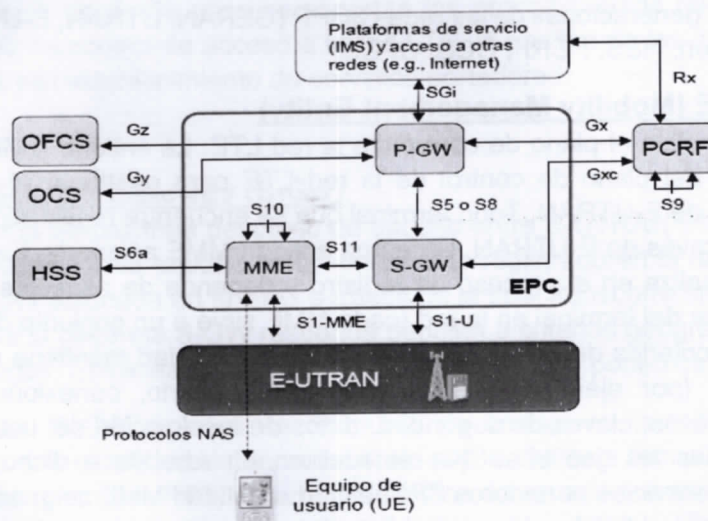 Plataformas de servicio
(IMS) y acceso a otras
redes (e.g., Internet)
Rx
SGi
OFCS
Gz
P-GW
Gx
PCRF
OCS
Gy
Gxc
S10
S5 o S8
S9
HSS
S6a
MME
S11
S-GW
EPC
S1-MME
S1-U
E-UTRAN
Protocolos NAS
Equipo de
usuario (UE)